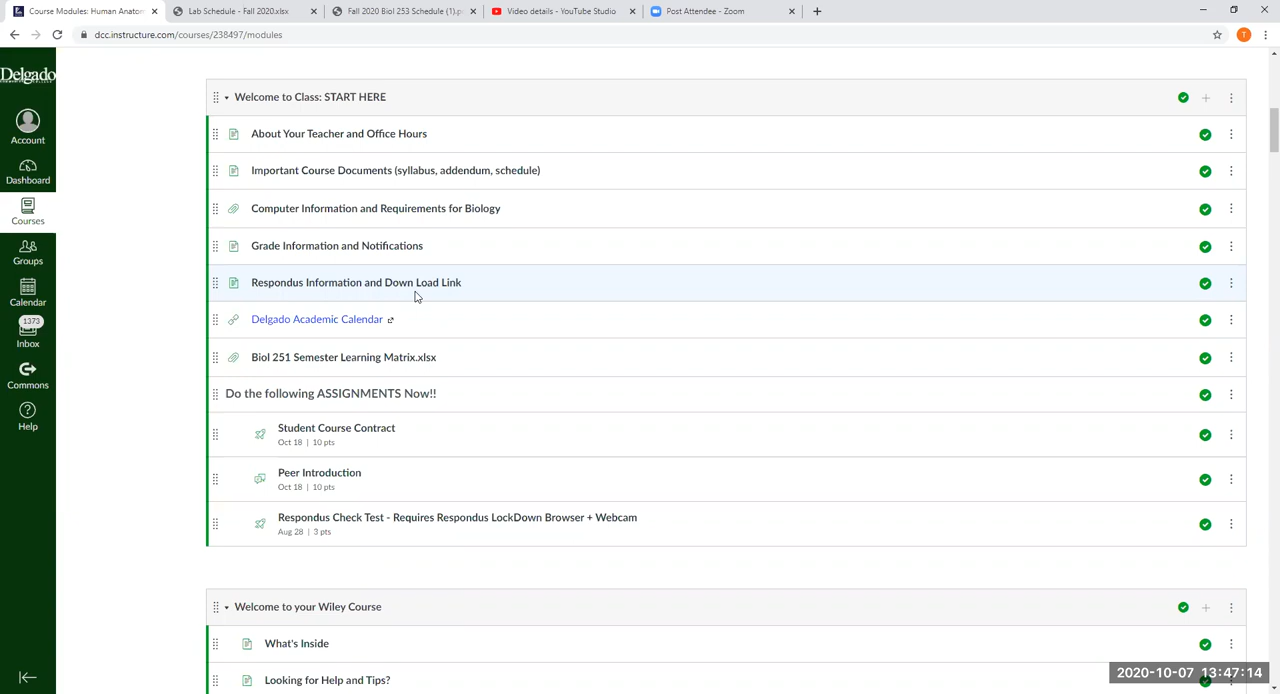 Course Modules: Human Anatom
Lab Schedule - Fall 2020.xlsx
Fall 2020 Biol 253 Schedule (1).p
Video details - YouTube Studio
Post Attendee - Zoom
dcc.instructure.com/courses/238497/modules
T
Delgado
Account
Dashboard
Courses
Groups
Calendar
1373
Inbox
Commons
Help
Welcome to Class: START HERE
About Your Teacher and Office Hours
Important Course Documents (syllabus, addendum, schedule)
Computer Information and Requirements for Biology
Grade Information and Notifications
Respondus Information and Down Load Link
Delgado Academic Calendar
Biol 251 Semester Learning Matrix.xlsx
Do the following ASSIGNMENTS Now!!
Student Course Contract
Oct 18 | 10 pts
Peer Introduction
Oct 18 | 10 pts
Respondus Check Test - Requires Respondus LockDown Browser + Webcam
Aug 28 | 3 pts
Welcome to your Wiley Course
What's Inside
Looking for Help and Tips?
2020-10-07 13:47:14